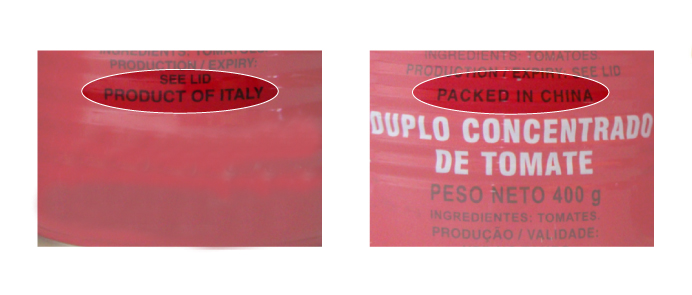 INGREDIENTS: TOMATOES.
PRODUCTION / EXPIRY:
SEE LID
PRODUCT OF ITALY
INGREDIENTS: TOMATOES.
PRODUCTION / EXPIRY: SEE LID
PACKED IN CHINA
DUPLO CONCENTRADO
DE TOMATE
PESO NETO 400 g
INGREDIENTES: TOMATES.
PRODUÇÃO / VALIDADE: